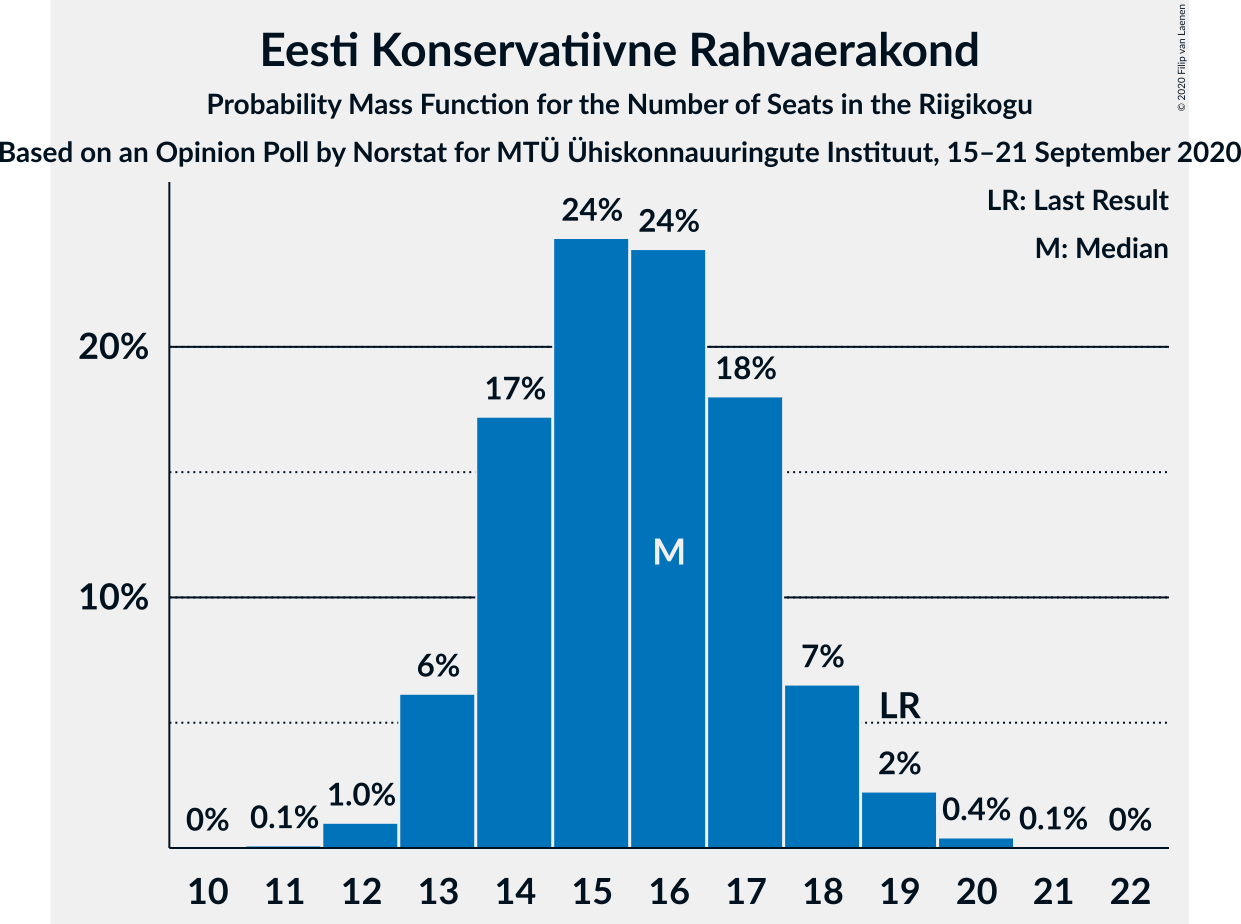 Eesti Konservatiivne Rahvaerakond
Probability Mass Function for the Number of Seats in the Riigikogu
Based on an Opinion Poll by Norstat for MTÜ Ühiskonnauuringute Instituut, 15–21 September 2020
© 2020 Filip van Laenen
LR: Last Result
M: Median
24% 24%
20%
18%
17%
M
10%
7%
6%
LR
2%
0% 0.1% 1.0% 0.4% 0.1% 0%
10 11 12 13 14 15 16 17 18 19 20 21 22